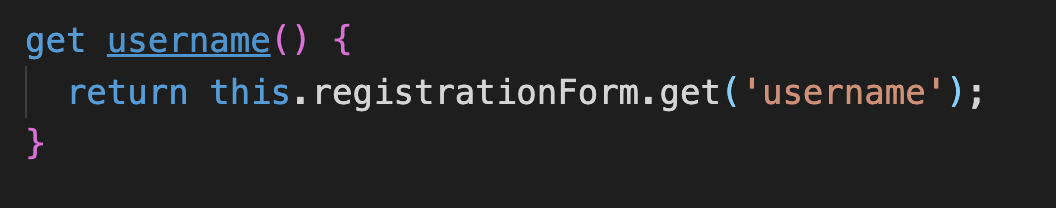 get username() {
return this.registrationForm.get('username');
}